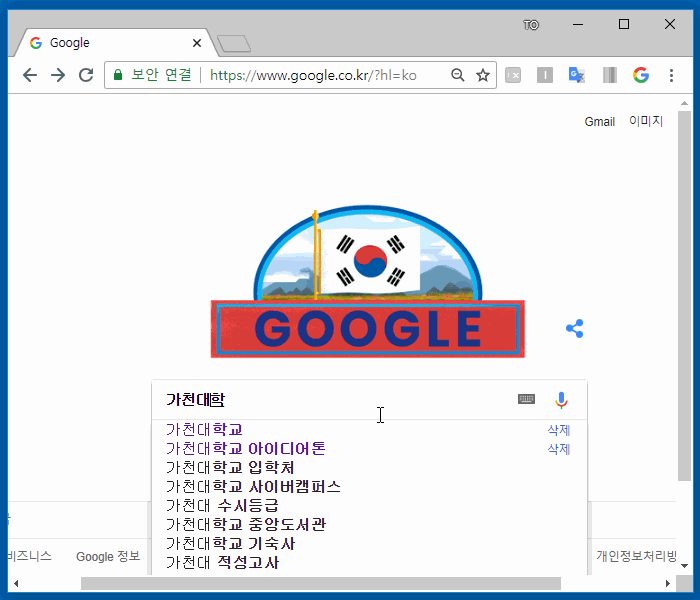 TO
Google
보안 연결 https://www.google.co.kr/?hl=ko
Gmail 이미지
GOOGLE
가천대학
가천대학교 삭제
가천대학교 아이디어톤 삭제
가천대학교 입학처
가천대학교 사이버캠퍼스
가천대 수시등급
가천대학교 중앙도서관
가천대학교 기숙사
가천대 적성고사
비즈니스 Google 정보 개인정보처리방